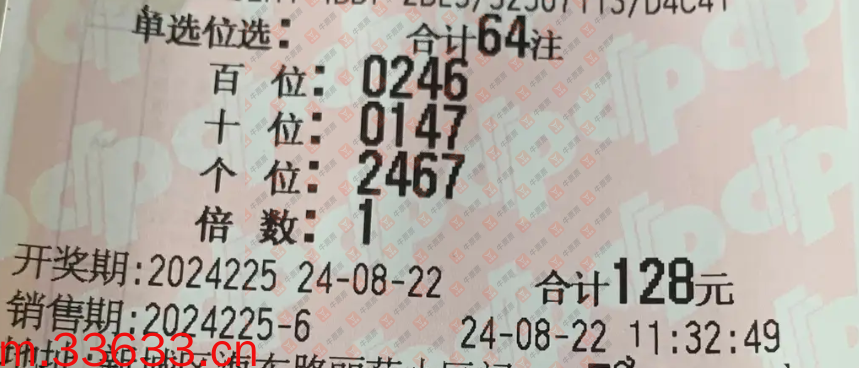 单选位选: 合计64注
百 位: 0246
十 位: 0147
个 位: 2467
倍 数: 1
开奖期:2024225 24-08-22 合计128元
销售期:2024225-6 24-08-22 11:32:49
m.33633.cn